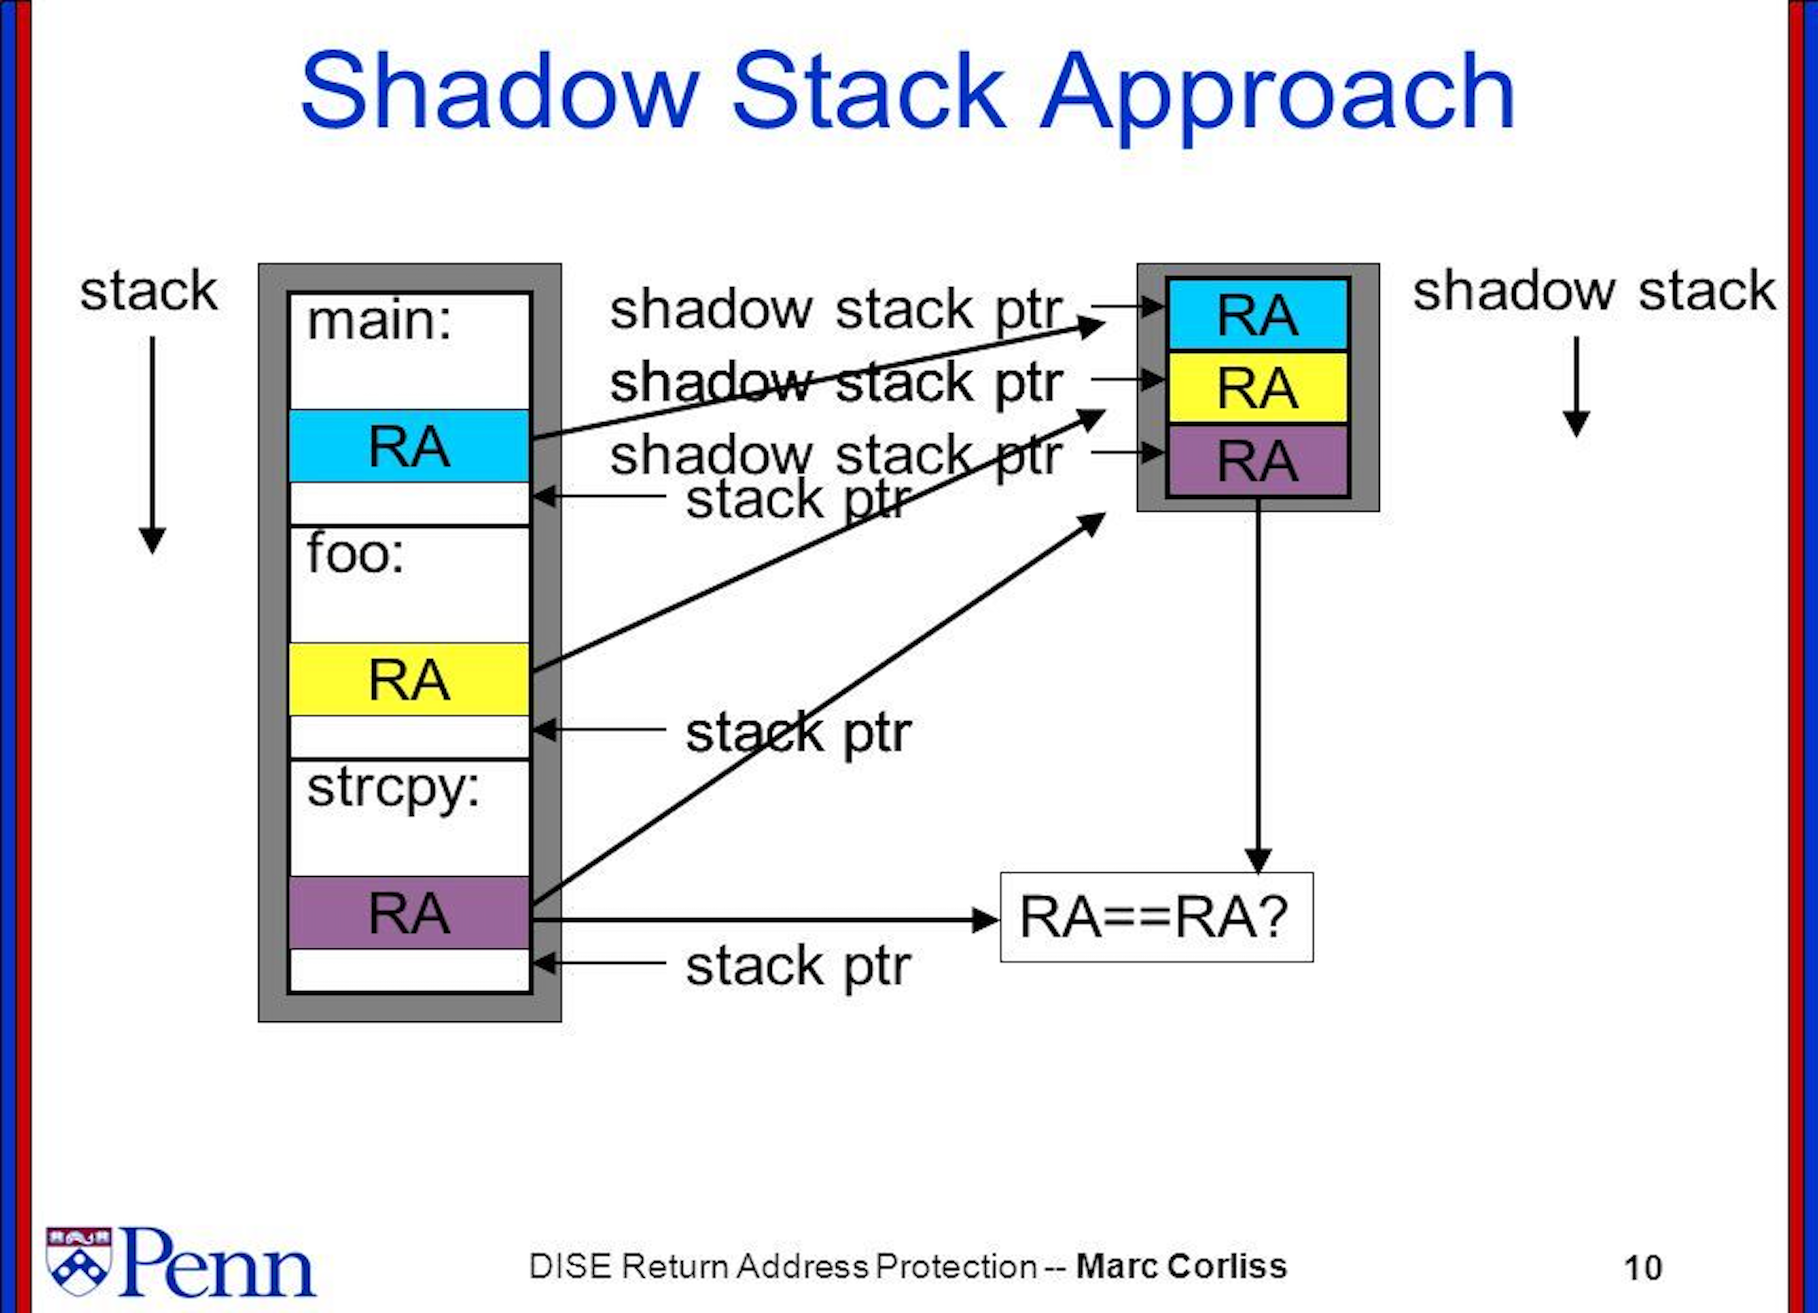 Shadow Stack Approach
stack
main:
RA
foo:
RA
strcpy:
RA
shadow stack ptr
shadow stack ptr
shadow stack ptr
stack ptr
stack ptr
stack ptr
RA
RA
RA
shadow stack
RA==RA?
Penn
DISE Return Address Protection -- Marc Corliss
10